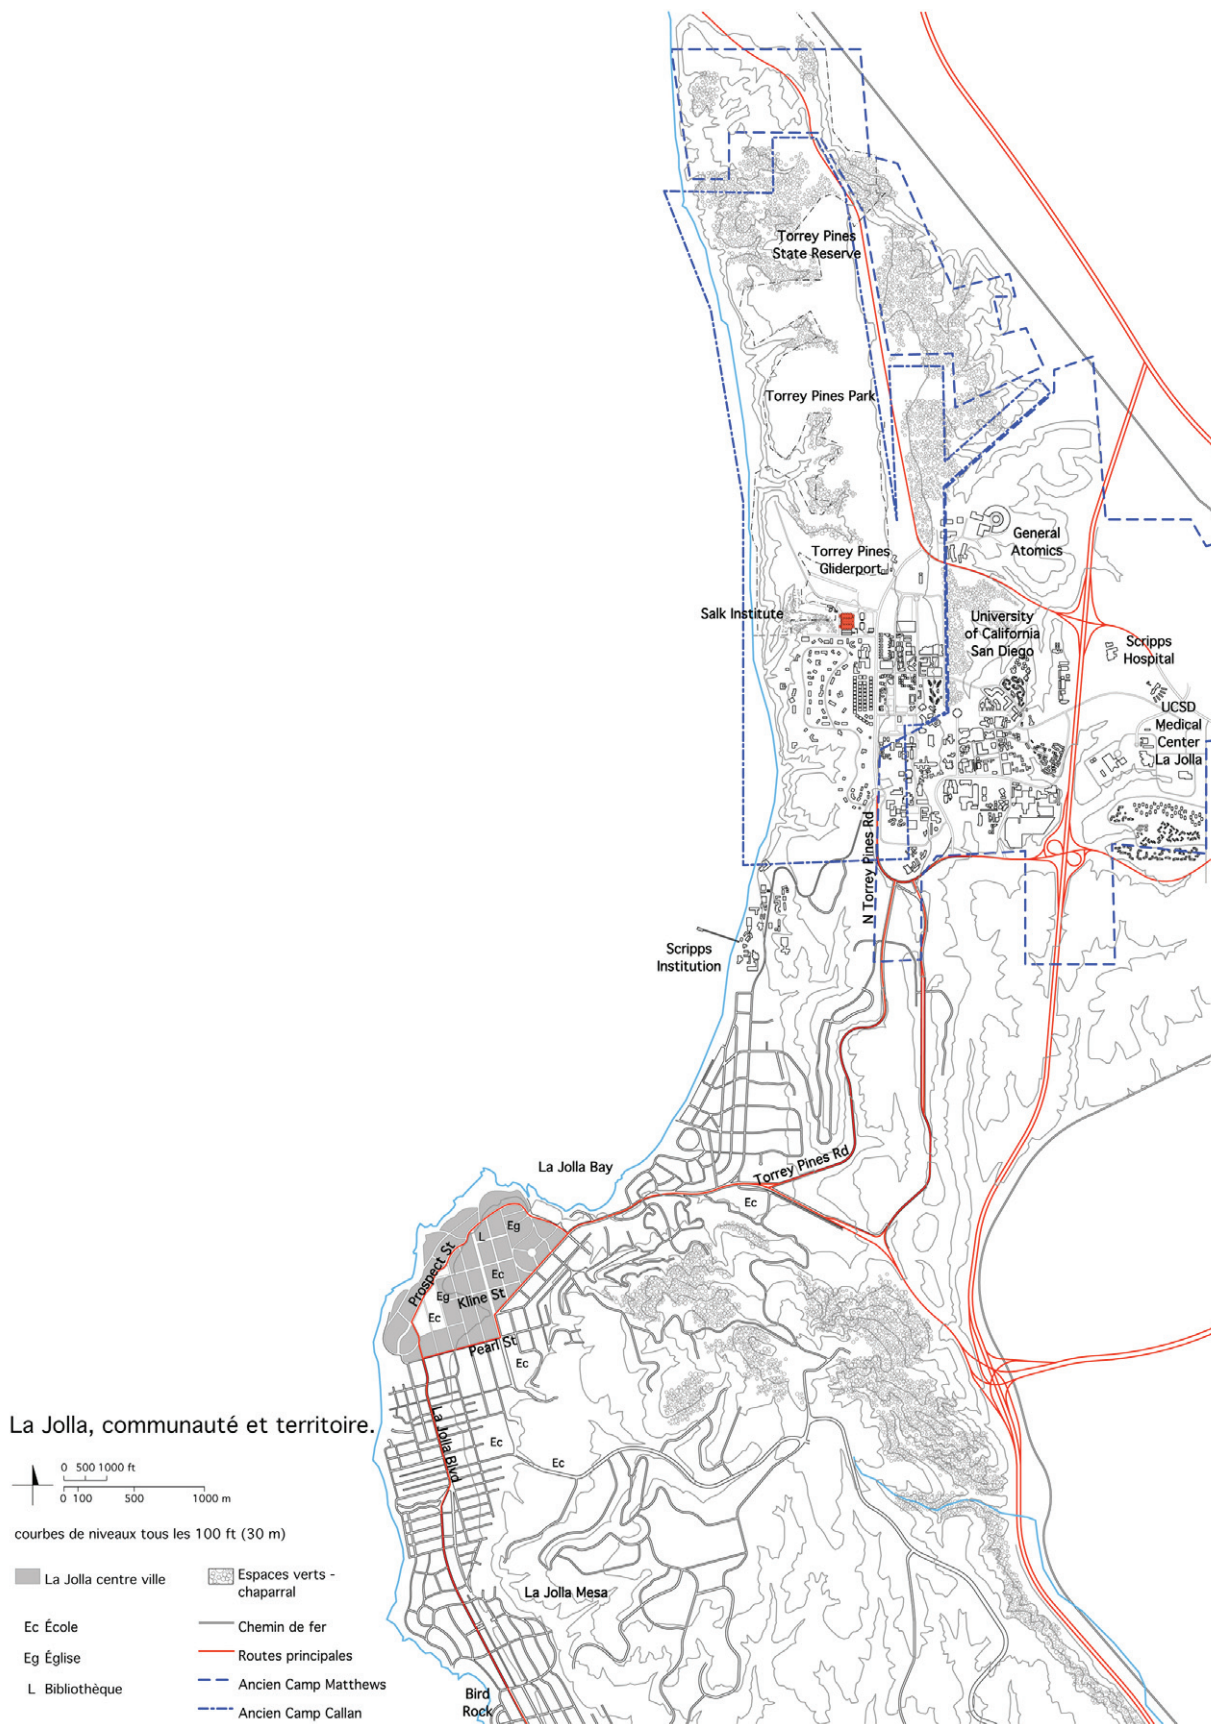 Torrey Pines
State Reserve
Torrey Pines Park
General
Atomics
Torrey Pines
Gliderport
Salk Institute
University
of California
San Diego
Scripps
Hospital
UCSD
Medical
Center
La Jolla
N Torrey Pines Rd
Scripps
Institution
La Jolla Bay
Torrey Pines Rd
Ec
Eg
L
Prospect St
Ec
Eg
Kline St
Ec
Pearl St
Ec
La Jolla Blvd
Ec
Ec
La Jolla Mesa
Bird
Rock
La Jolla, communauté et territoire.
0 500 1000 ft
0 100 500 1000 m
courbes de niveaux tous les 100 ft (30 m)
La Jolla centre ville
Espaces verts -
chaparral
Ec École
Eg Église
L Bibliothèque
Chemin de fer
Routes principales
Ancien Camp Matthews
Ancien Camp Callan